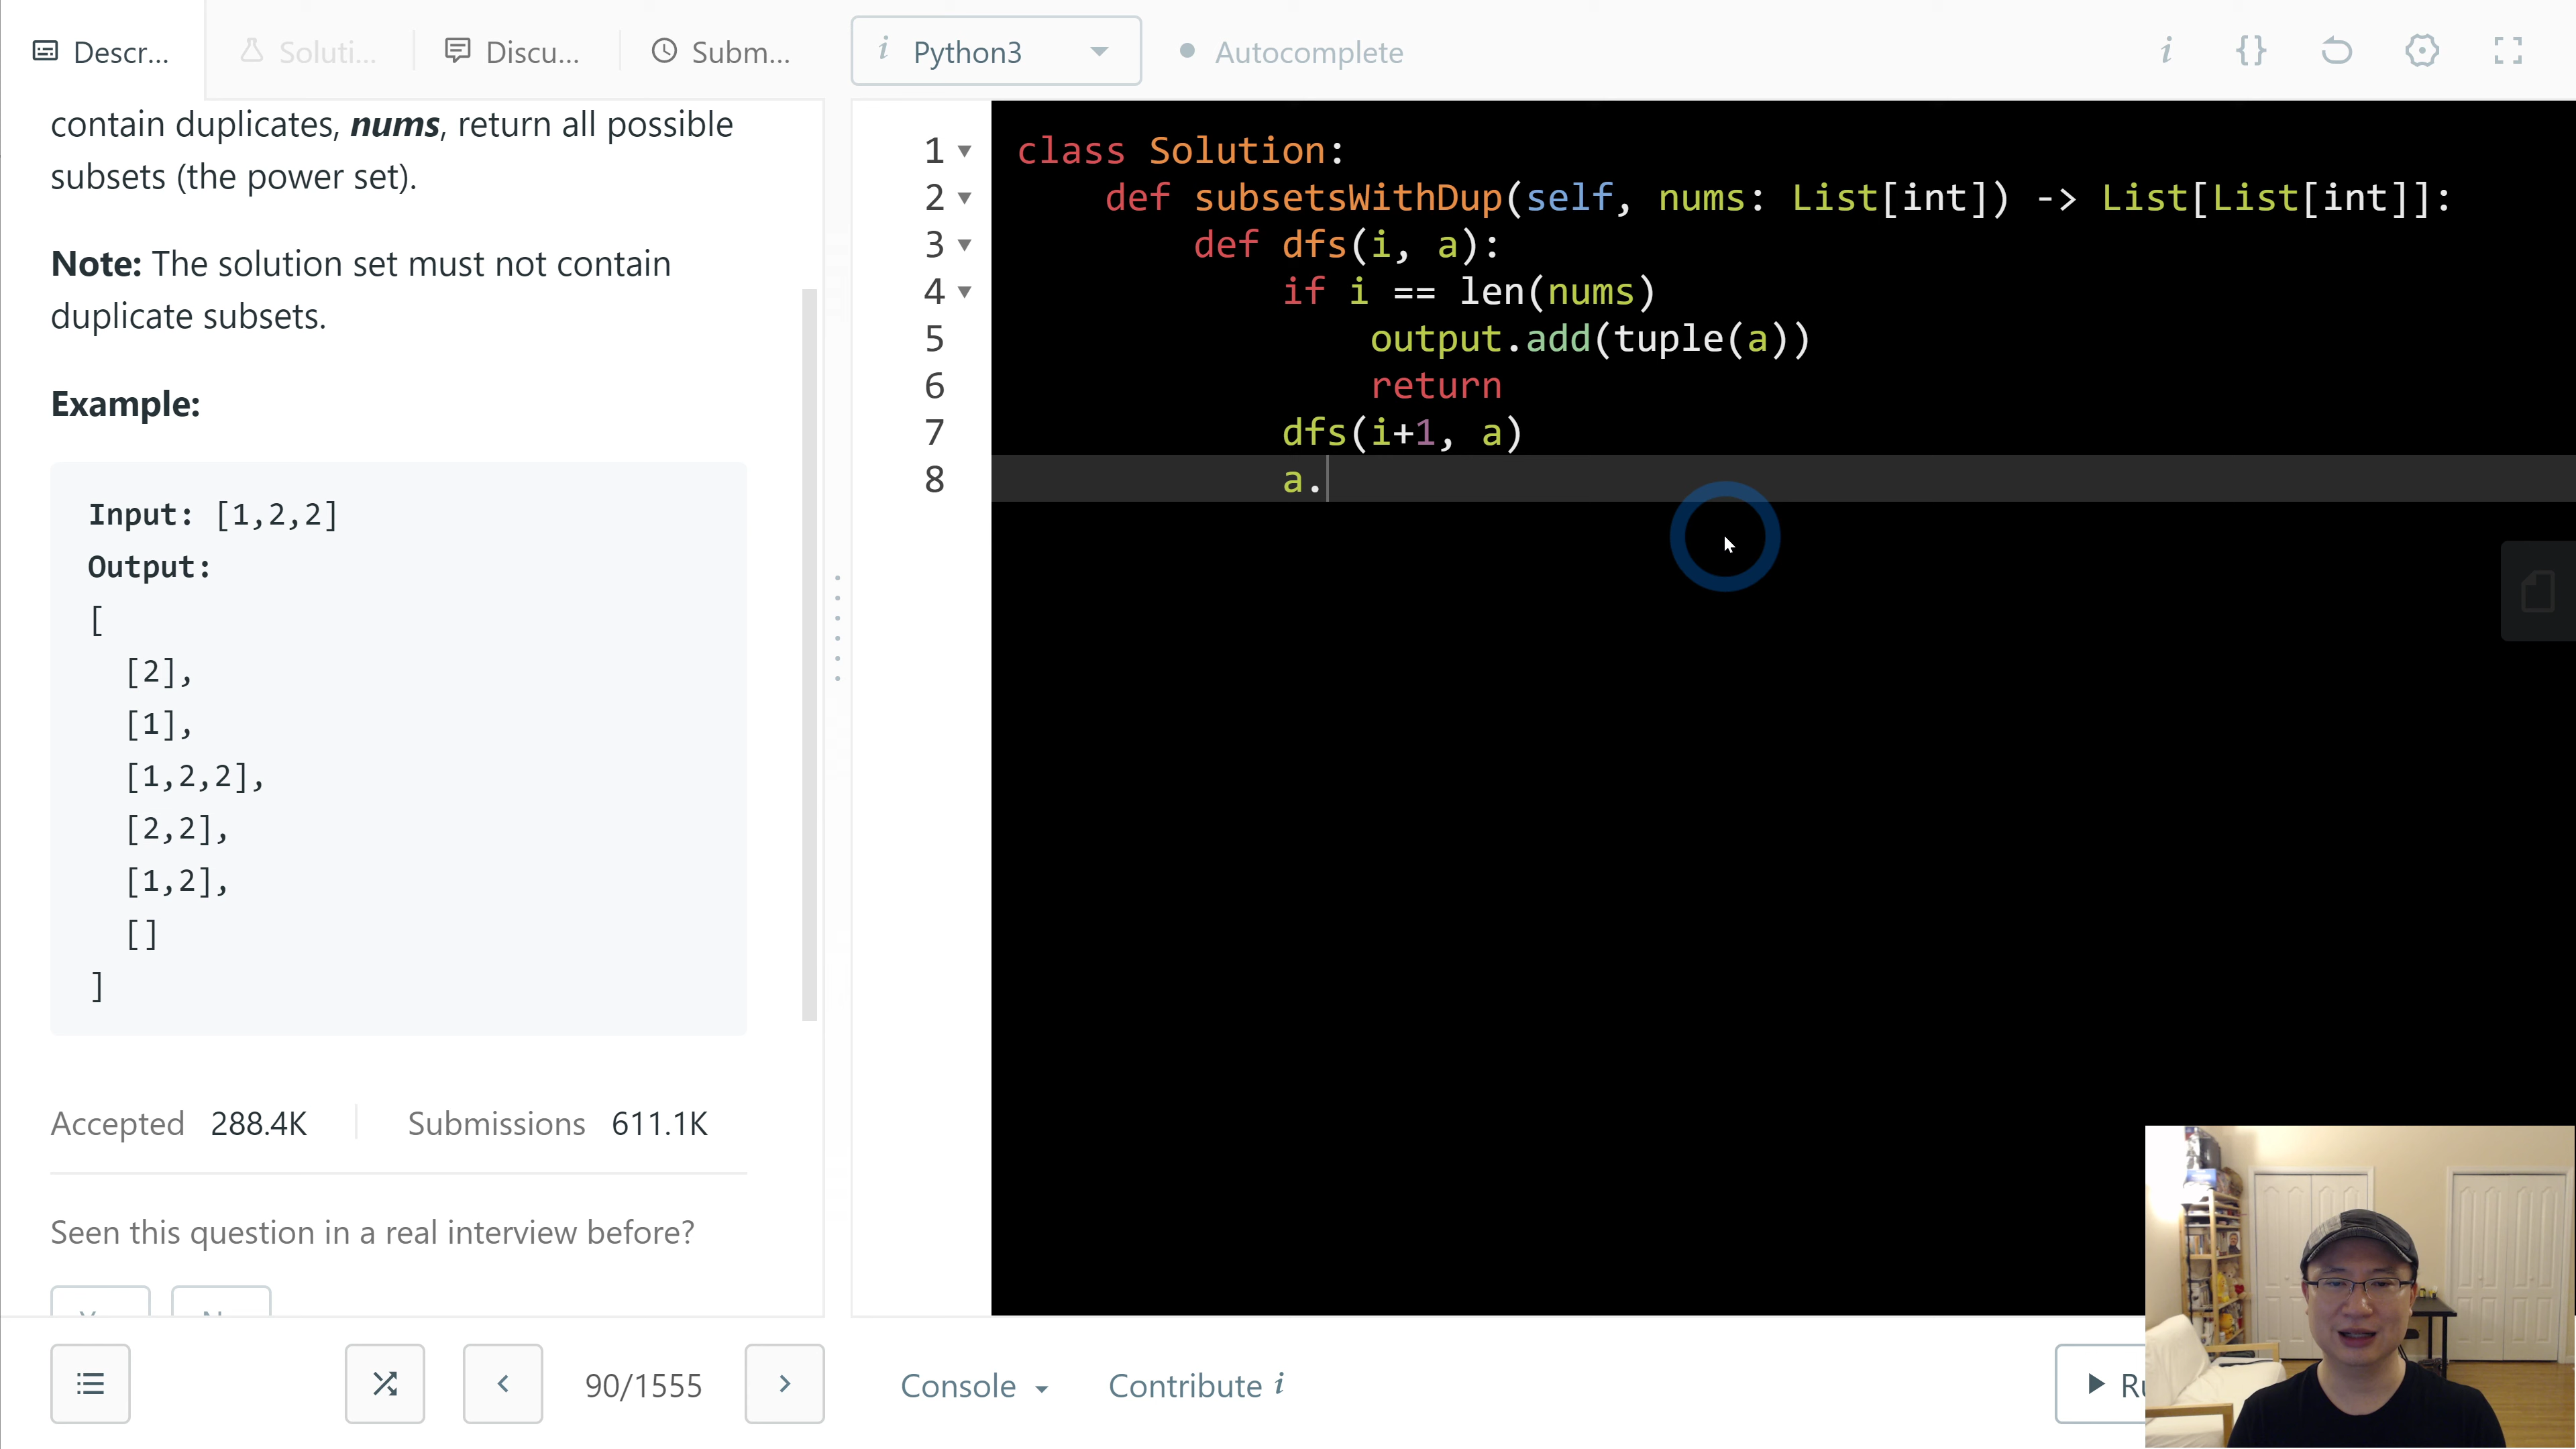 Descr...
Soluti...
Discu...
Subm...
i Python3
Autocomplete
i {}
contain duplicates, nums, return all possible
subsets (the power set).
Note: The solution set must not contain
duplicate subsets.
Example:
Input: [1,2,2]
Output:
[
[2],
[1],
[1,2,2],
[2,2],
[1,2],
[]
]
Accepted 288.4K
Submissions 611.1K
Seen this question in a real interview before?
1 class Solution:
2 def subsetsWithDup(self, nums: List[int]) -> List[List[int]]:
3 def dfs(i, a):
4 if i == len(nums)
5 output.add(tuple(a))
6 return
7 dfs(i+1, a)
8 a.
90/1555
Console
Contribute i